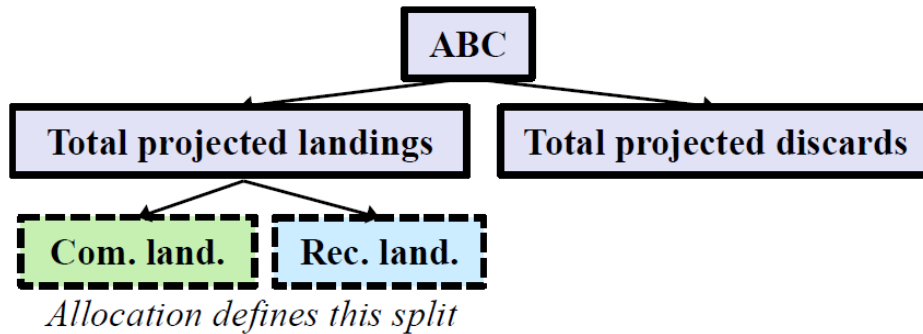 ABC
Total projected landings
Total projected discards
Com. land.
Rec. land.
Allocation defines this split